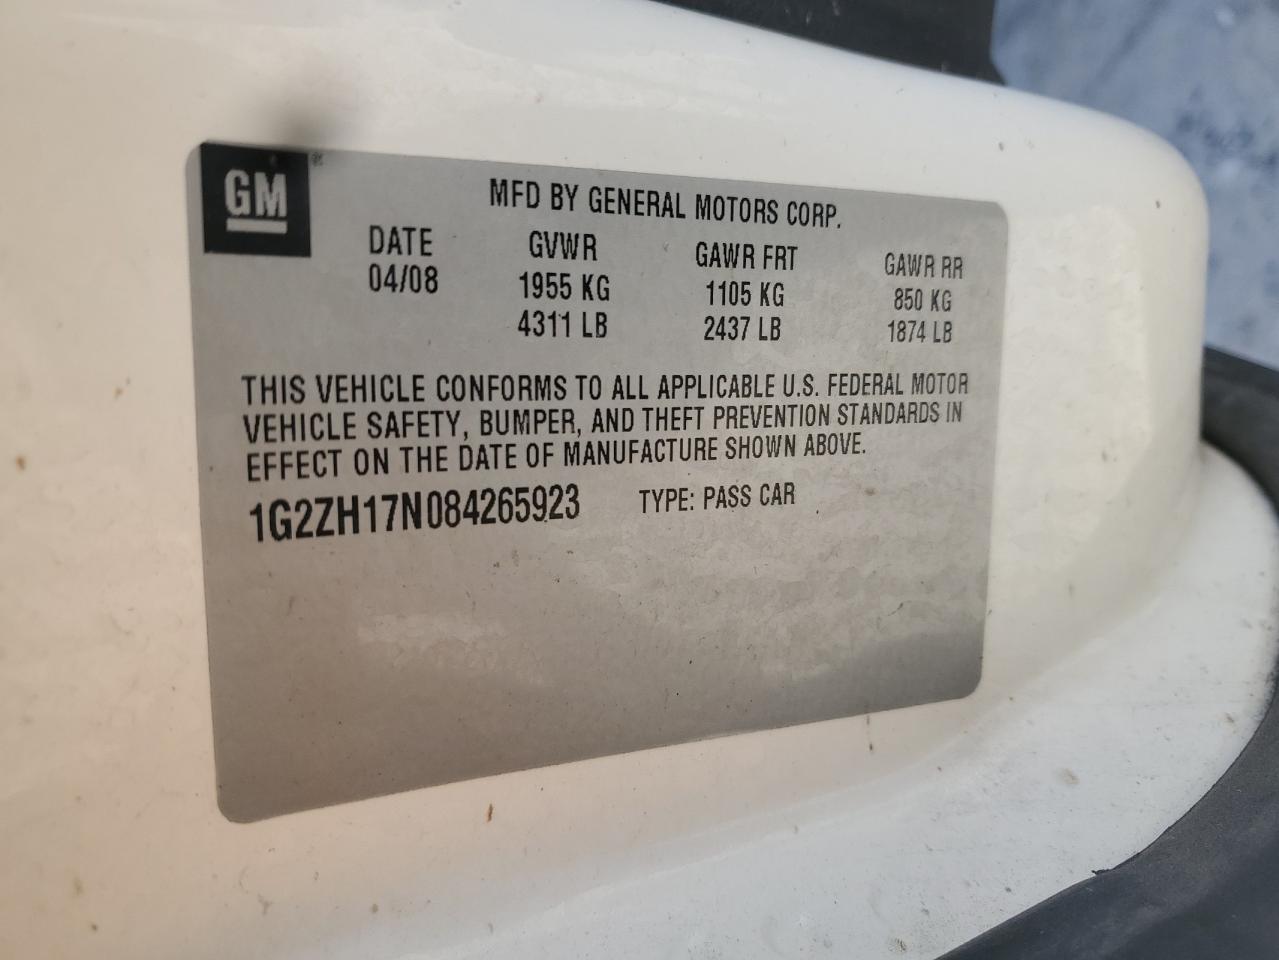 GM ®
MFD BY GENERAL MOTORS CORP.
DATE GVWR GAWR FRT GAWR RR
04/08 1955 KG 1105 KG 850 KG
4311 LB 2437 LB 1874 LB
THIS VEHICLE CONFORMS TO ALL APPLICABLE U.S. FEDERAL MOTOR
VEHICLE SAFETY, BUMPER, AND THEFT PREVENTION STANDARDS IN
EFFECT ON THE DATE OF MANUFACTURE SHOWN ABOVE.
1G2ZH17N084265923 TYPE: PASS CAR